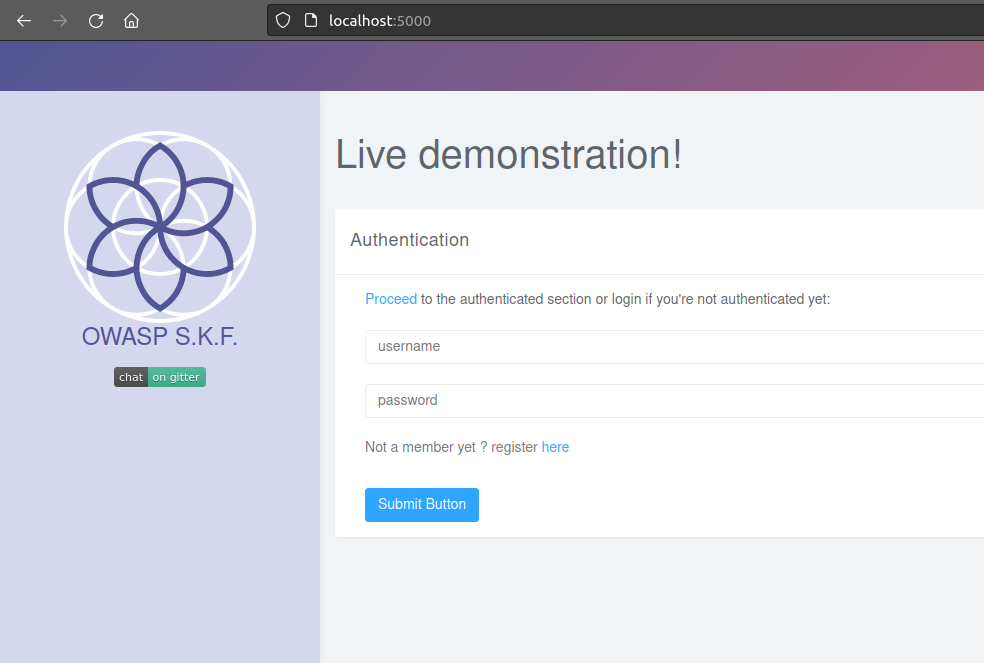 localhost:5000
OWASP S.K.F.
chat on gitter
Live demonstration!
Authentication
Proceed to the authenticated section or login if you're not authenticated yet:
username
password
Not a member yet ? register here
Submit Button